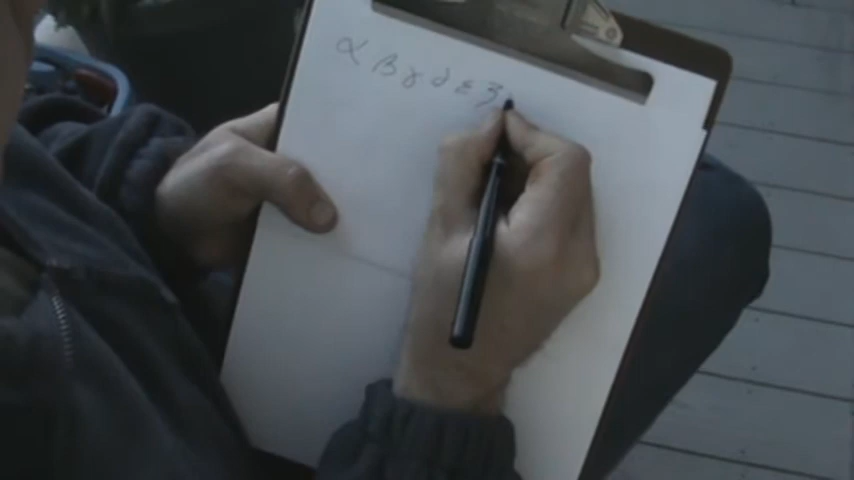 α β γ δ ε ζ